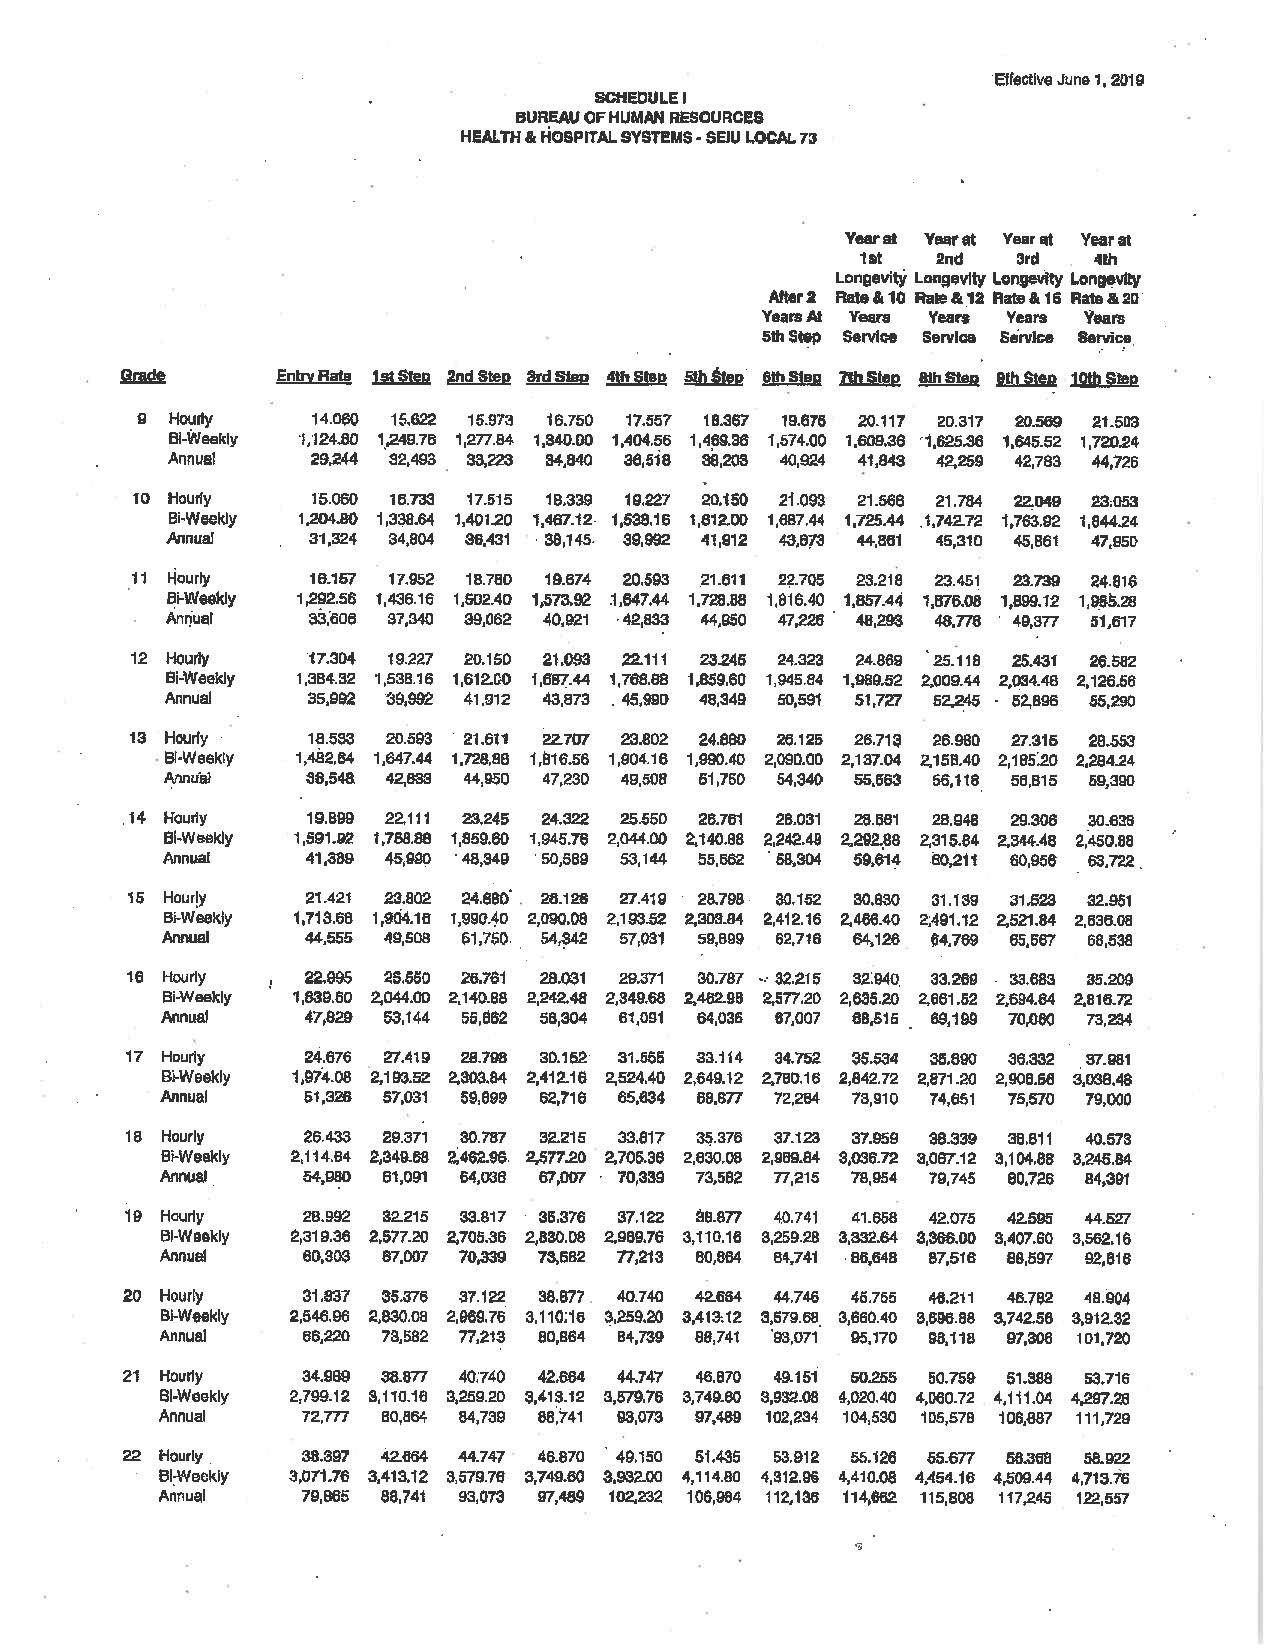 Effective June 1, 2019
SCHEDULE I
BUREAU OF HUMAN RESOURCES
HEALTH & HOSPITAL SYSTEMS - SEIU LOCAL 73
Year at Year at Year at Year at
1st 2nd 3rd 4th
Longevity Longevity Longevity Longevity
After 2 Rate & 10 Rate & 12 Rate & 16 Rate & 20
Years At Years Years Years Years
5th Step Service Service Service Service
Grade Entry Rate 1st Step 2nd Step 3rd Step 4th Step 5th Step 6th Step 7th Step 8th Step 9th Step 10th Step
9 Hourly 14.060 15.622 15.973 16.750 17.557 18.367 19.675 20.117 20.317 20.569 21.503
Bi-Weekly 1,124.80 1,249.76 1,277.84 1,340.00 1,404.56 1,469.36 1,574.00 1,609.36 1,625.36 1,645.52 1,720.24
Annual 29,244 32,493 33,223 34,840 36,518 38,203 40,924 41,843 42,259 42,783 44,726
10 Hourly 15.060 16.733 17.515 18.339 19.227 20.150 21.093 21.568 21.784 22.049 23.053
Bi-Weekly 1,204.80 1,338.64 1,401.20 1,467.12 1,538.16 1,612.00 1,687.44 1,725.44 1,742.72 1,763.92 1,844.24
Annual 31,324 34,804 36,431 38,145 39,992 41,912 43,873 44,861 45,310 45,861 47,950
11 Hourly 16.157 17.952 18.780 19.674 20.593 21.611 22.705 23.218 23.451 23.739 24.816
Bi-Weekly 1,292.56 1,436.16 1,502.40 1,573.92 1,647.44 1,728.88 1,816.40 1,857.44 1,876.08 1,899.12 1,985.28
Annual 33,606 37,340 39,062 40,921 42,833 44,950 47,226 48,293 48,778 49,377 51,617
12 Hourly 17.304 19.227 20.150 21.093 22.111 23.245 24.323 24.869 25.118 25.431 26.582
Bi-Weekly 1,384.32 1,538.16 1,612.00 1,687.44 1,768.88 1,859.60 1,945.84 1,989.52 2,009.44 2,034.48 2,126.56
Annual 35,992 39,992 41,912 43,873 45,990 48,349 50,591 51,727 52,245 52,896 55,290
13 Hourly 18.533 20.593 21.611 22.707 23.802 24.880 26.125 26.713 26.980 27.315 28.553
Bi-Weekly 1,482.64 1,647.44 1,728.88 1,816.56 1,904.16 1,990.40 2,090.00 2,137.04 2,158.40 2,185.20 2,284.24
Annual 38,548 42,833 44,950 47,230 49,508 51,750 54,340 55,563 56,118 56,815 59,390
14 Hourly 19.899 22.111 23.245 24.322 25.550 26.761 28.031 28.661 28.948 29.306 30.636
Bi-Weekly 1,591.92 1,768.88 1,859.60 1,945.76 2,044.00 2,140.88 2,242.48 2,292.88 2,315.84 2,344.48 2,450.88
Annual 41,389 45,990 48,349 50,589 53,144 55,662 58,304 59,614 60,211 60,956 63,722
15 Hourly 21.421 23.802 24.880 26.126 27.419 28.798 30.152 30.830 31.139 31.523 32.951
Bi-Weekly 1,713.68 1,904.16 1,990.40 2,090.08 2,193.52 2,303.84 2,412.16 2,466.40 2,491.12 2,521.84 2,636.08
Annual 44,555 49,508 51,750 54,342 57,031 59,899 62,716 64,126 64,769 65,567 68,538
16 Hourly 22.995 25.550 26.761 28.031 29.371 30.787 32.215 32.940 33.269 33.683 35.209
Bi-Weekly 1,839.60 2,044.00 2,140.88 2,242.48 2,349.68 2,462.96 2,577.20 2,635.20 2,661.52 2,694.64 2,816.72
Annual 47,829 53,144 55,662 58,304 61,091 64,036 67,007 68,515 69,199 70,060 73,234
17 Hourly 24.676 27.419 28.798 30.152 31.555 33.114 34.752 35.534 35.890 36.332 37.981
Bi-Weekly 1,974.08 2,193.52 2,303.84 2,412.16 2,524.40 2,649.12 2,780.16 2,842.72 2,871.20 2,906.56 3,038.48
Annual 51,326 57,031 59,899 62,716 65,634 68,877 72,284 73,910 74,651 75,570 79,000
18 Hourly 26.433 29.371 30.787 32.215 33.817 35.376 37.123 37.959 38.339 38.811 40.573
Bi-Weekly 2,114.64 2,349.68 2,462.96 2,577.20 2,705.36 2,830.08 2,969.84 3,036.72 3,067.12 3,104.88 3,245.84
Annual 54,980 61,091 64,036 67,007 70,339 73,582 77,215 78,954 79,745 80,726 84,391
19 Hourly 28.992 32.215 33.817 35.376 37.122 38.877 40.741 41.658 42.075 42.595 44.527
Bi-Weekly 2,319.36 2,577.20 2,705.36 2,830.08 2,969.76 3,110.16 3,259.28 3,332.64 3,366.00 3,407.60 3,562.16
Annual 60,303 67,007 70,339 73,582 77,213 80,864 84,741 86,648 87,516 88,597 92,616
20 Hourly 31.837 35.376 37.122 38.877 40.740 42.664 44.746 45.755 46.211 46.782 48.904
Bi-Weekly 2,546.96 2,830.08 2,969.76 3,110.16 3,259.20 3,413.12 3,579.68 3,660.40 3,696.88 3,742.56 3,912.32
Annual 66,220 73,582 77,213 80,864 84,739 88,741 93,071 95,170 96,118 97,306 101,720
21 Hourly 34.989 38.877 40.740 42.664 44.747 46.870 49.151 50.255 50.759 51.388 53.716
Bi-Weekly 2,799.12 3,110.16 3,259.20 3,413.12 3,579.76 3,749.60 3,932.08 4,020.40 4,060.72 4,111.04 4,297.28
Annual 72,777 80,864 84,739 88,741 93,073 97,489 102,234 104,530 105,578 106,887 111,729
22 Hourly 38.397 42.664 44.747 46.870 49.150 51.435 53.912 55.126 55.677 56.368 58.922
Bi-Weekly 3,071.76 3,413.12 3,579.76 3,749.60 3,932.00 4,114.80 4,312.96 4,410.08 4,454.16 4,509.44 4,713.76
Annual 79,865 88,741 93,073 97,489 102,232 106,984 112,136 114,662 115,808 117,245 122,557